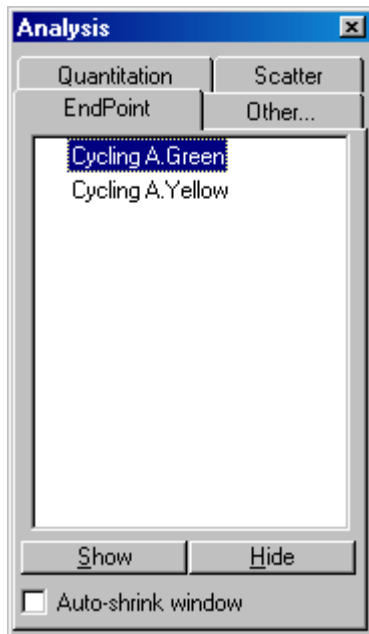 Analysis
Quantitation Scatter
EndPoint Other...
Cycling A.Green
Cycling A.Yellow
Show Hide
Auto-shrink window